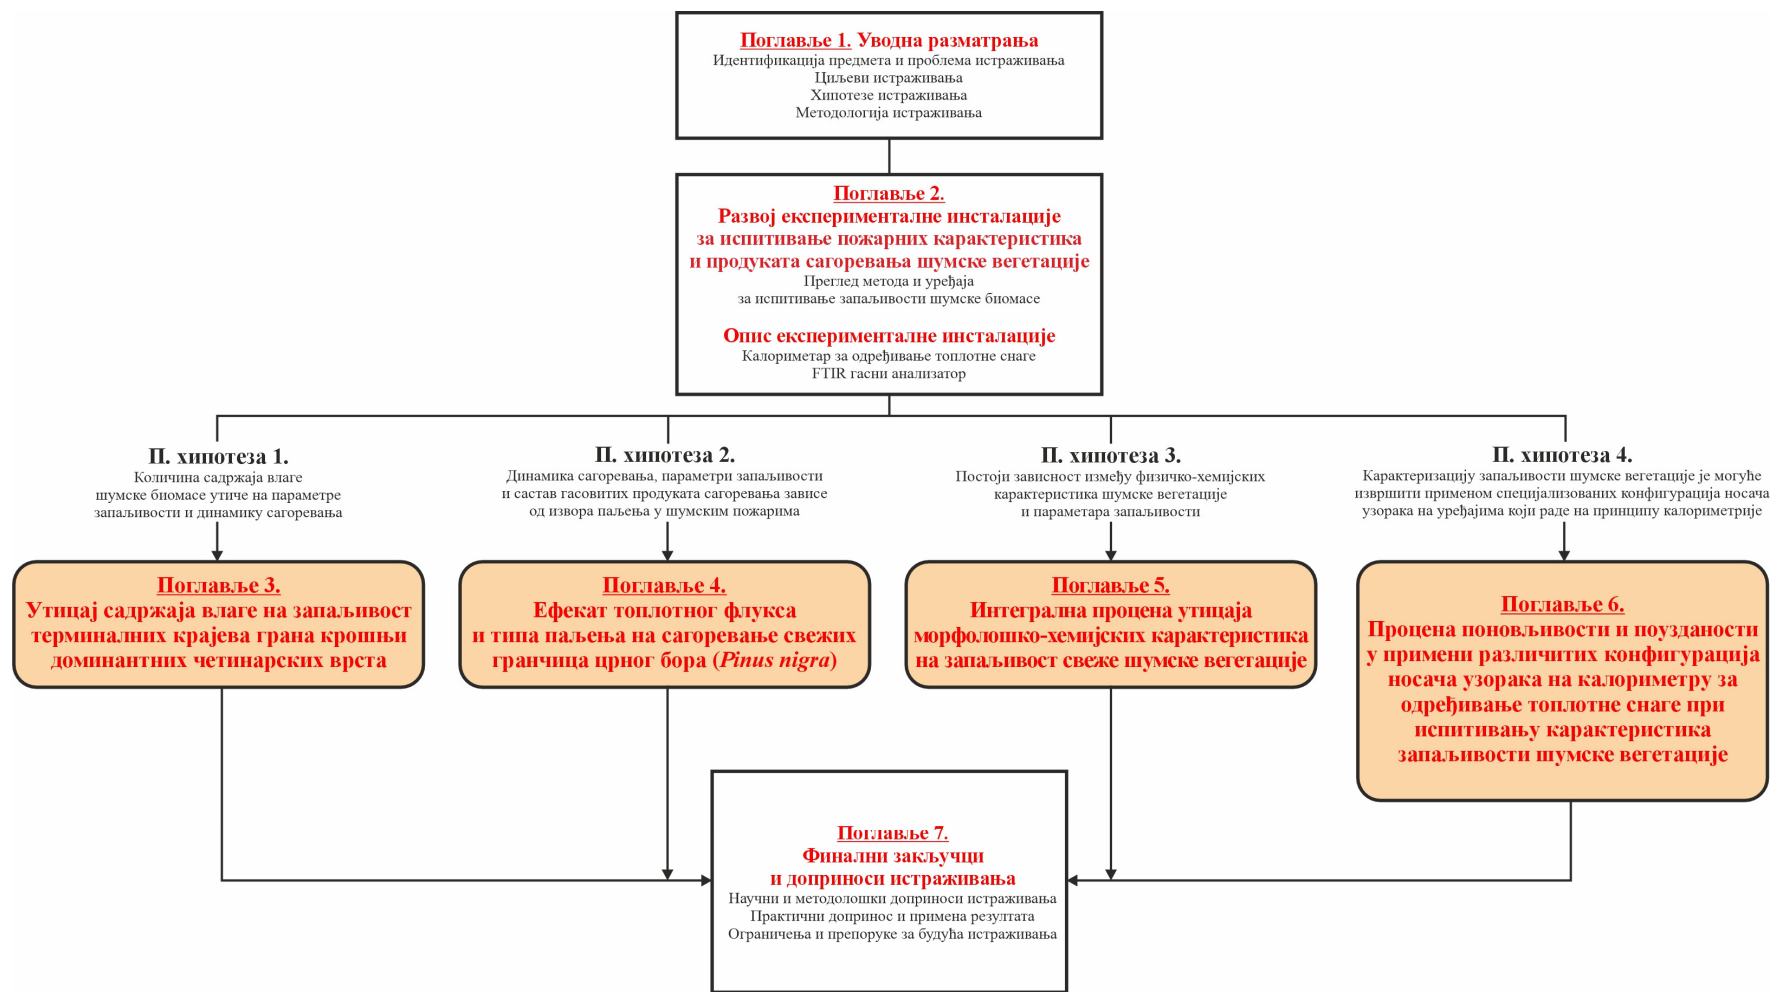 Поглавље 1. Уводна разматрања
Идентификација предмета и проблема истраживања
Циљеви истраживања
Хипотезе истраживања
Методологија истраживања
Поглавље 2.
Развој експерименталне инсталације
за испитивање пожарних карактеристика
и продуката сагоревања шумске вегетације
Преглед метода и уређаја
за испитивање запаљивости шумске биомасе
Опис експерименталне инсталације
Калориметар за одређивање топлотне снаге
FTIR гасни анализатор
П. хипотеза 1.
Количина садржаја влаге
шумске биомасе утиче на параметре
запаљивости и динамику сагоревања
П. хипотеза 2.
Динамика сагоревања, параметри запаљивости
и састав гасовитих продуката сагоревања зависе
од извора паљења у шумским пожарима
П. хипотеза 3.
Постоји зависност између физичко-хемијских
карактеристика шумске вегетације
и параметара запаљивости
П. хипотеза 4.
Карактеризацију запаљивости шумске вегетације је могуће
извршити применом специјализованих конфигурација носача
узорака на уређајима који раде на принципу калориметрије
Поглавље 3.
Утицај садржаја влаге на запаљивост
терминалних крајева грана крошњи
доминантних четинарских врста
Поглавље 4.
Ефекат топлотног флукса
и типа паљења на сагоревање свежих
гранчица црног бора (Pinus nigra)
Поглавље 5.
Интегрална процена утицаја
морфолошко-хемијских карактеристика
на запаљивост свеже шумске вегетације
Поглавље 6.
Процена поновљивости и поузданости
у примени различитих конфигурација
носача узорака на калориметру за
одређивање топлотне снаге при
испитивању карактеристика
запаљивости шумске вегетације
Поглавље 7.
Финални закључци
и доприноси истраживања
Научни и методолошки доприноси истраживања
Практични допринос и примена резултата
Ограничења и препоруке за будућа истраживања